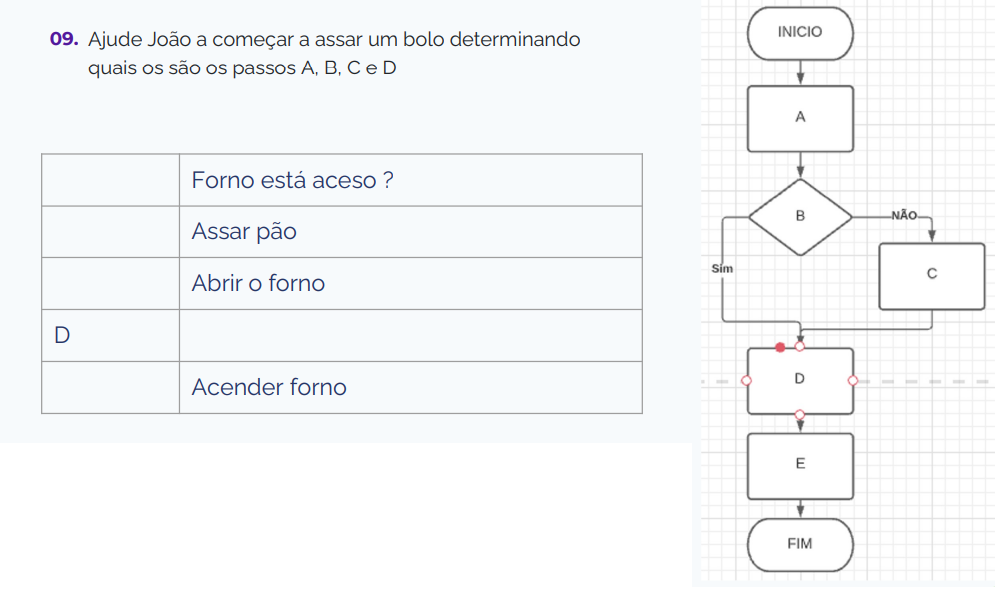 09. Ajude João a começar a assar um bolo determinando
quais os são os passos A, B, C e D
Forno está aceso ?
Assar pão
Abrir o forno
D
Acender forno
INICIO
A
B
NÃO
Sim
C
D
E
FIM